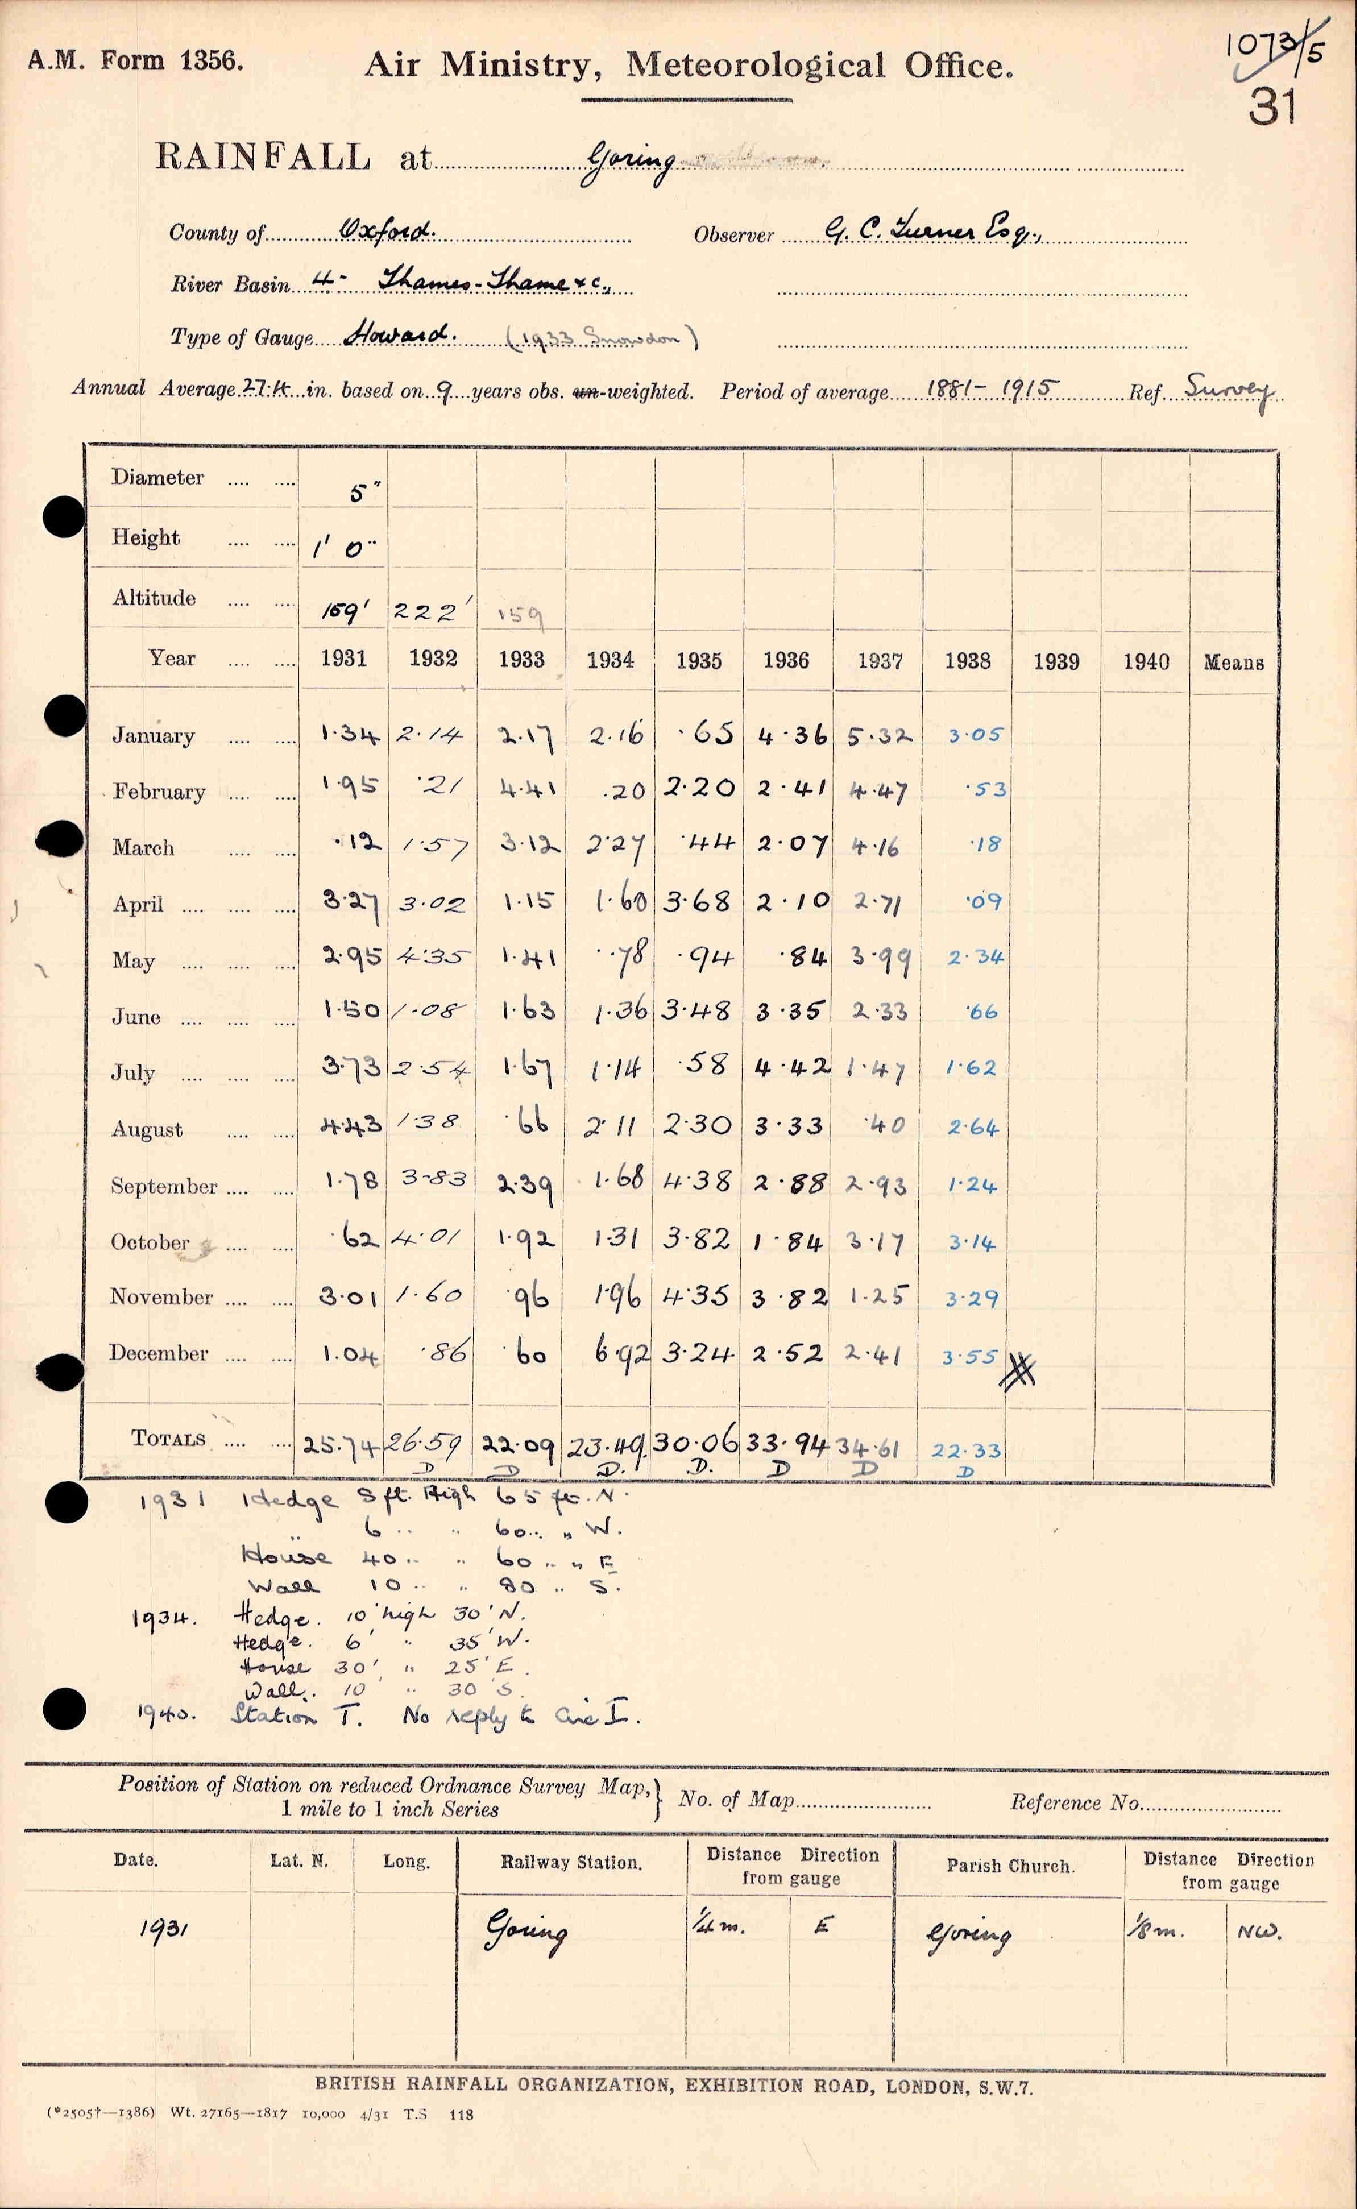 A.M. Form 1356.
Air Ministry, Meteorological Office.
1073/5
31
RAINFALL at Goring
County of Oxford. Observer G. C. Turner Esq.,
River Basin 4- Thames-Thame &c.,
Type of Gauge Howard. (1933 Snowdon)
Annual Average 27.4 in. based on 9 years obs. un-weighted. Period of average 1881-1915 Ref. Survey
Diameter 5"
Height 1' 0"
Altitude 159' 222' 159
Year 1931 1932 1933 1934 1935 1936 1937 1938 1939 1940 Means
January 1.34 2.14 2.17 2.16 .65 4.36 5.32 3.05
February 1.95 .21 4.41 .20 2.20 2.41 4.47 .53
March .12 1.57 3.12 2.27 .44 2.07 4.16 .18
April 3.27 3.02 1.15 1.60 3.68 2.10 2.71 .09
May 2.95 4.35 1.41 .78 .94 .84 3.99 2.34
June 1.50 1.08 1.63 1.36 3.48 3.35 2.33 .66
July 3.73 2.54 1.67 1.14 .58 4.42 1.47 1.62
August 4.43 1.38 .66 2.11 2.30 3.33 .40 2.64
September 1.78 3.83 2.39 1.68 4.38 2.88 2.93 1.24
October .62 4.01 1.92 1.31 3.82 1.84 3.17 3.14
November 3.01 1.60 .96 1.96 4.35 3.82 1.25 3.29
December 1.04 .86 .60 6.92 3.24 2.52 2.41 3.55
TOTALS 25.74 26.59 22.09 23.49 30.06 33.94 34.61 22.33
D D D. D. D D D
1931 Hedge 8 ft. High 65 ft. N.
" 6 " " 60 " " W.
House 40 " " 60 " " E
Wall 10 " " 80 " S.
1934. Hedge. 10' high 30' N.
Hedge. 6' " 35' W.
House 30' " 25' E.
Wall. 10' " 30' S.
1940. Station T. No reply to Circ I.
Position of Station on reduced Ordnance Survey Map, } No. of Map Reference No.
1 mile to 1 inch Series
Date. Lat. N. Long. Railway Station. Distance Direction from gauge Parish Church. Distance Direction from gauge
1931 Goring 1/4 m. E Goring 1/8 m. NW.
BRITISH RAINFALL ORGANIZATION, EXHIBITION ROAD, LONDON, S.W.7.
(*2505†—1386) Wt. 27165—1817 10,000 4/31 T.S 118